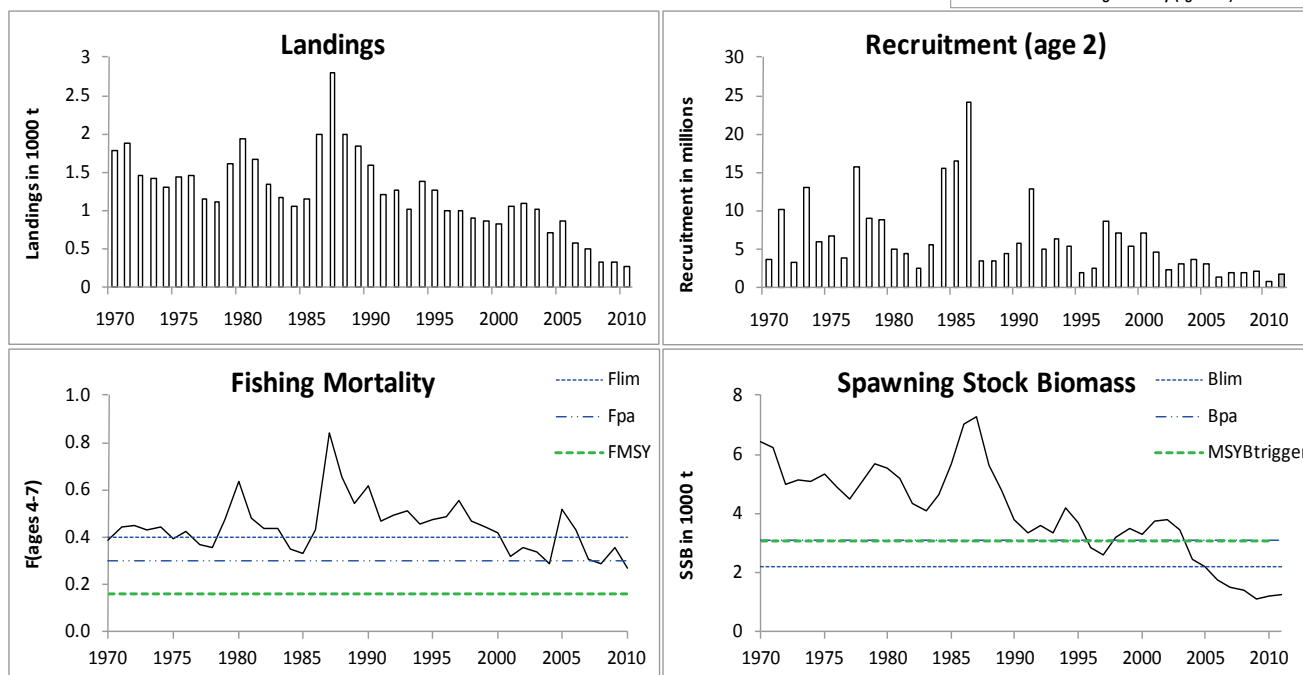 Landings
Landings in 1000 t
3
2.5
2
1.5
1
0.5
0
1970 1975 1980 1985 1990 1995 2000 2005 2010
Recruitment (age 2)
Recruitment in millions
30
25
20
15
10
5
0
1970 1975 1980 1985 1990 1995 2000 2005 2010
Fishing Mortality
F(ages 4-7)
Flim
Fpa
FMSY
1.0
0.8
0.6
0.4
0.2
0.0
1970 1975 1980 1985 1990 1995 2000 2005 2010
Spawning Stock Biomass
SSB in 1000 t
Blim
Bpa
MSYBtrigger
8
6
4
2
0
1970 1975 1980 1985 1990 1995 2000 2005 2010